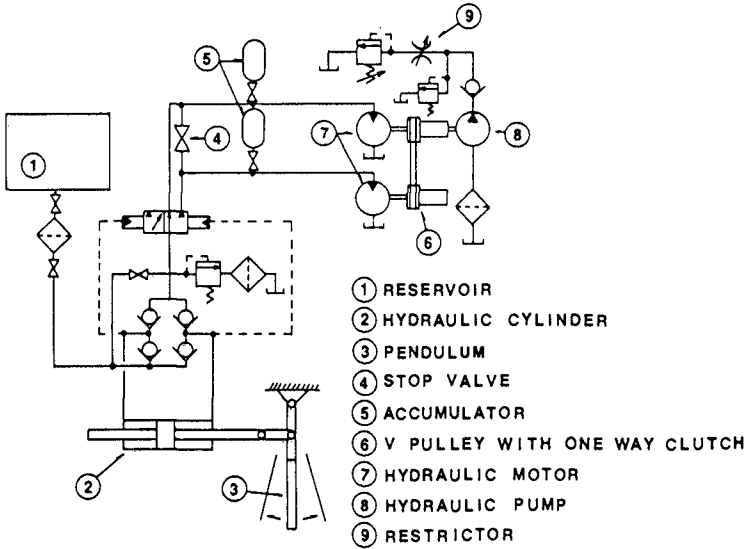 9
5
1
4
7
8
6
2
3
1 RESERVOIR
2 HYDRAULIC CYLINDER
3 PENDULUM
4 STOP VALVE
5 ACCUMULATOR
6 V PULLEY WITH ONE WAY CLUTCH
7 HYDRAULIC MOTOR
8 HYDRAULIC PUMP
9 RESTRICTOR